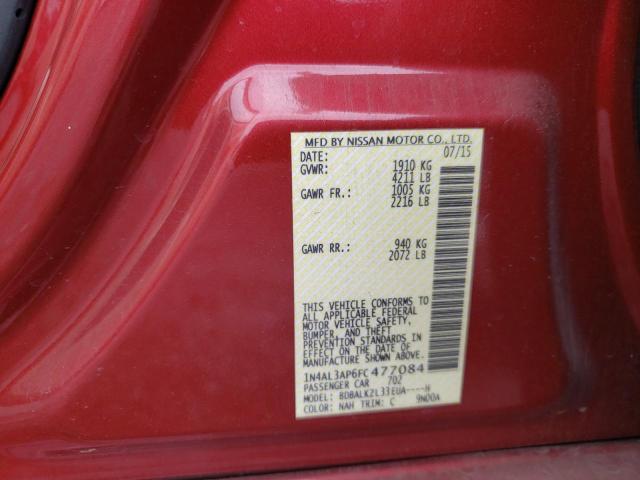 MFD BY NISSAN MOTOR CO., LTD.
DATE: 07/15
GVWR: 1910 KG
4211 LB
GAWR FR.: 1005 KG
2216 LB
GAWR RR.: 940 KG
2072 LB
THIS VEHICLE CONFORMS TO
ALL APPLICABLE FEDERAL
MOTOR VEHICLE SAFETY,
BUMPER, AND THEFT
PREVENTION STANDARDS IN
EFFECT ON THE DATE OF
MANUFACTURE SHOWN ABOVE.
1N4AL3AP6FC477084
PASSENGER CAR 702
MODEL: BDBALKZL33EUA----H
COLOR: NAH TRIM: C 9N00A